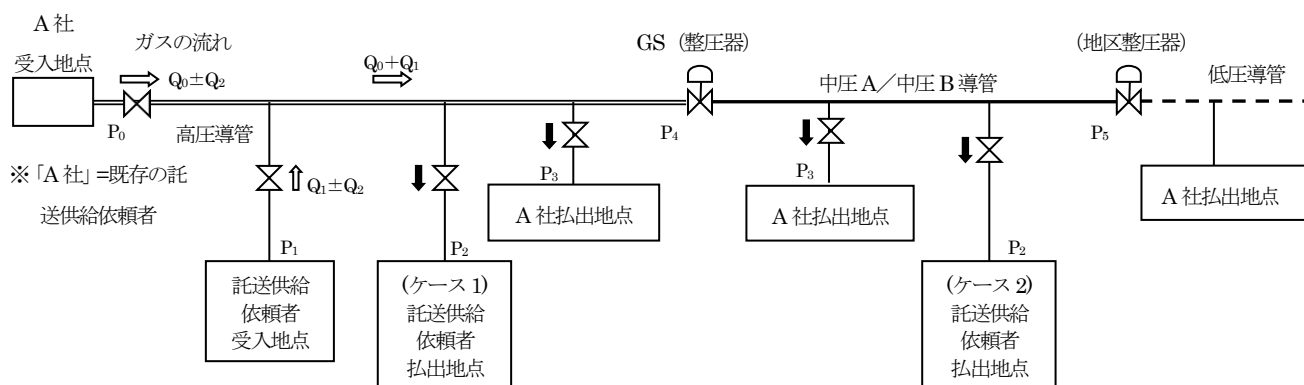 A社
受入地点
ガスの流れ
Q₀±Q₂
Q₀+Q₁
GS（整圧器）
（地区整圧器）
中圧A／中圧B導管
低圧導管
P₀
高圧導管
P₄
P₅
※「A社」=既存の託
送供給依頼者
Q₁±Q₂
P₃
A社払出地点
P₃
A社払出地点
A社払出地点
P₁
託送供給
依頼者
受入地点
P₂
(ケース1)
託送供給
依頼者
払出地点
P₂
(ケース2)
託送供給
依頼者
払出地点